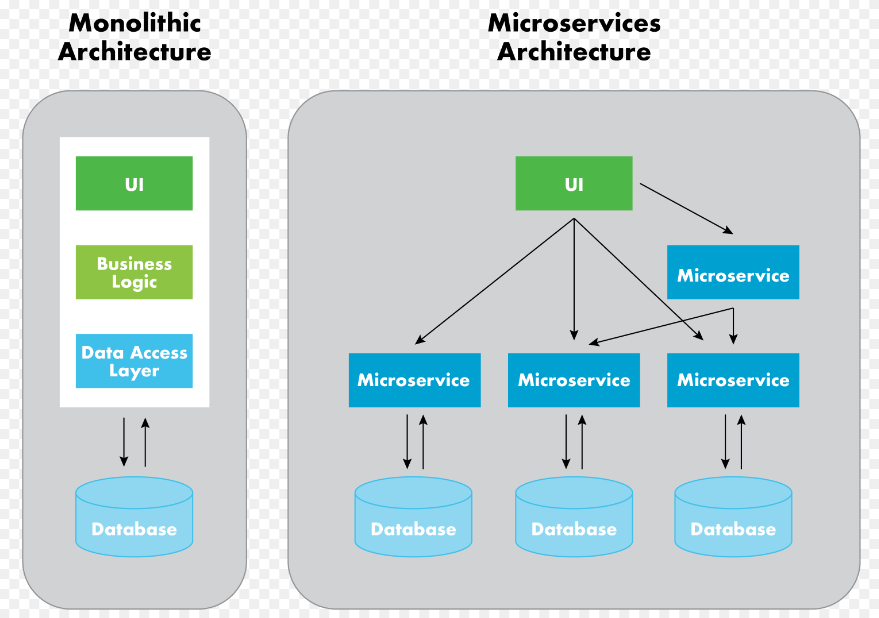 Monolithic
Architecture
UI
Business
Logic
Data Access
Layer
Database
Microservices
Architecture
UI
Microservice
Microservice
Microservice
Microservice
Database
Database
Database